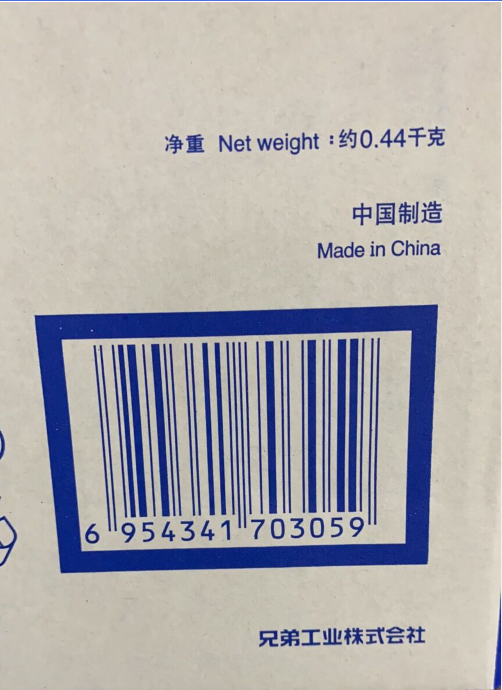 净重 Net weight：约0.44千克
中国制造
Made in China
6 954341 703059
兄弟工业株式会社